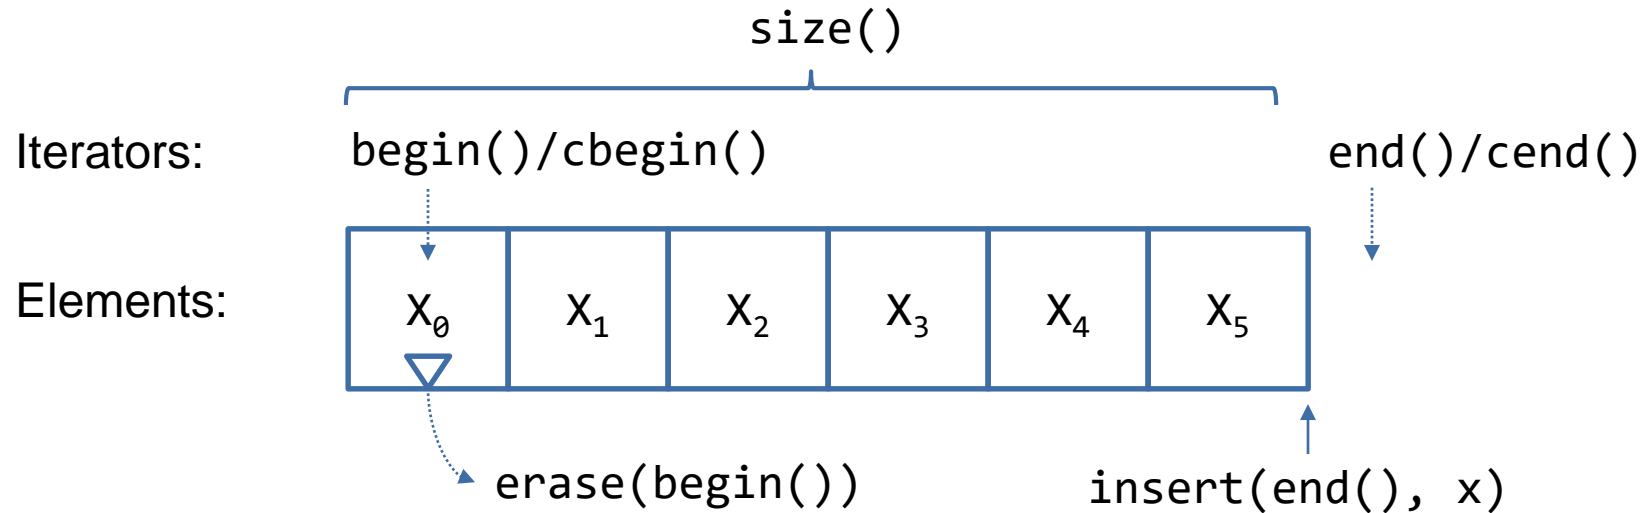 size()
Iterators: begin()/cbegin() end()/cend()
Elements: X₀ X₁ X₂ X₃ X₄ X₅
erase(begin()) insert(end(), x)